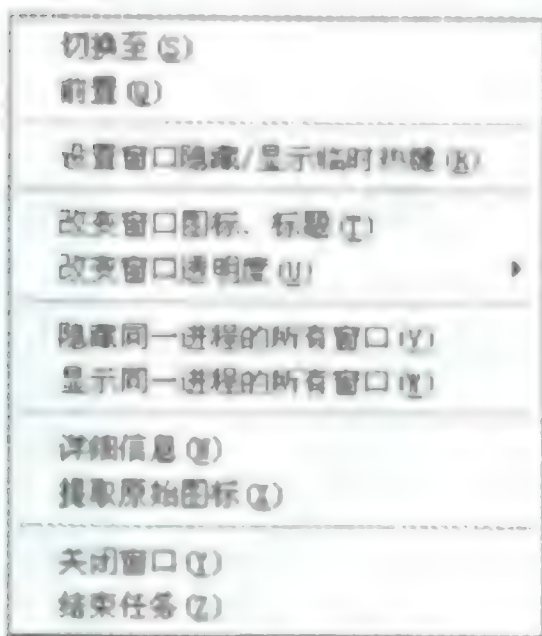 切换至(S)
前置(Q)
设置窗口隐藏/显示临时热键(R)
改变窗口图标、标题(T)
改变窗口透明度(U)
隐藏同一进程的所有窗口(V)
显示同一进程的所有窗口(W)
详细信息
提取原始图标(X)
关闭窗口(Y)
结束任务(Z)